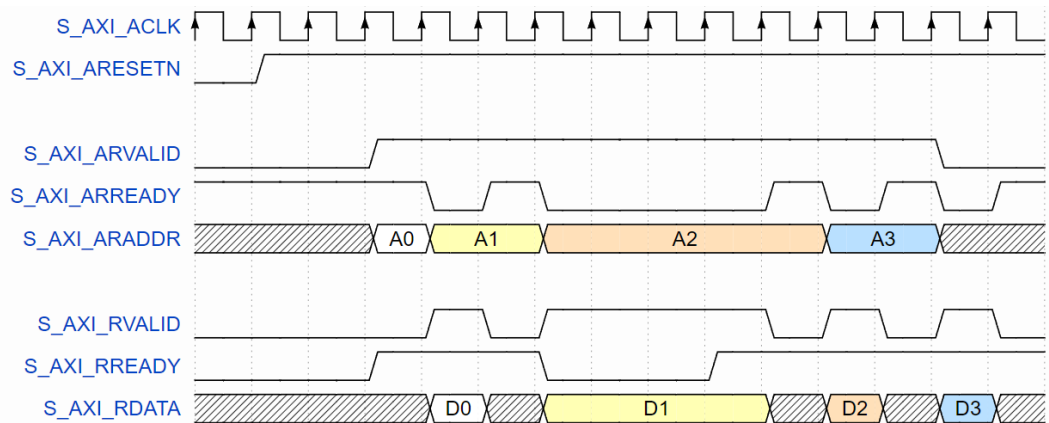 S_AXI_ACLK
S_AXI_ARESETN
S_AXI_ARVALID
S_AXI_ARREADY
S_AXI_ARADDR A0 A1 A2 A3
S_AXI_RVALID
S_AXI_RREADY
S_AXI_RDATA D0 D1 D2 D3